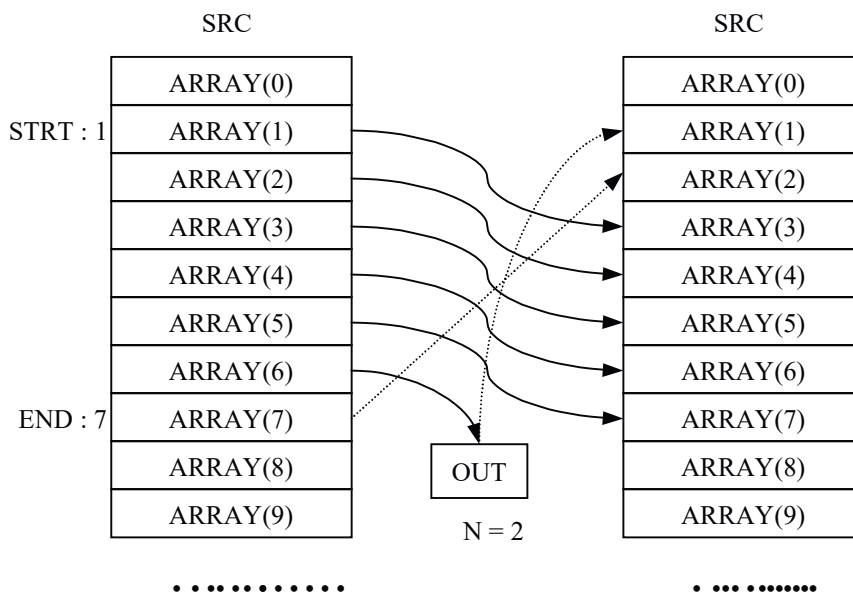 SRC
ARRAY(0)
STRT : 1
ARRAY(1)
ARRAY(2)
ARRAY(3)
ARRAY(4)
ARRAY(5)
ARRAY(6)
END : 7
ARRAY(7)
ARRAY(8)
ARRAY(9)
OUT
N = 2
SRC
ARRAY(0)
ARRAY(1)
ARRAY(2)
ARRAY(3)
ARRAY(4)
ARRAY(5)
ARRAY(6)
ARRAY(7)
ARRAY(8)
ARRAY(9)